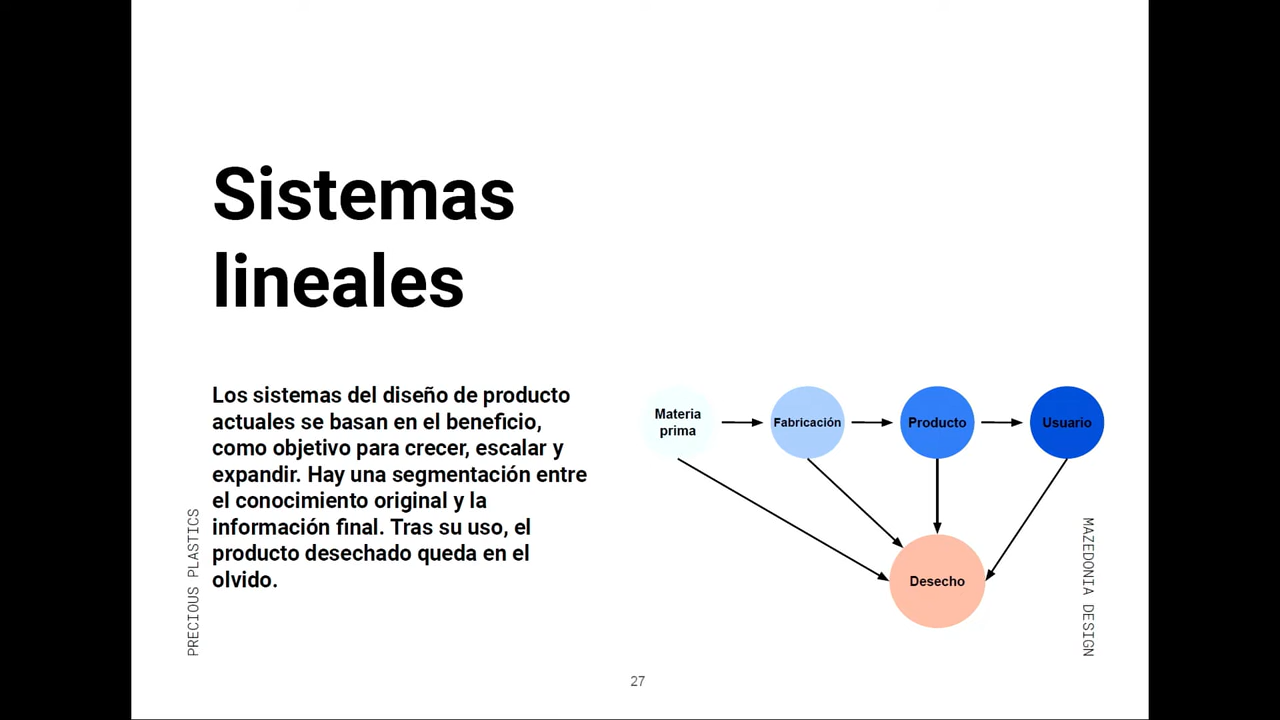 Sistemas
lineales
Los sistemas del diseño de producto
actuales se basan en el beneficio,
como objetivo para crecer, escalar y
expandir. Hay una segmentación entre
el conocimiento original y la
información final. Tras su uso, el
producto desechado queda en el
olvido.
Materia
prima
Fabricación
Producto
Usuario
Desecho
PRECIOUS PLASTICS
MAZEDONIA DESIGN
27